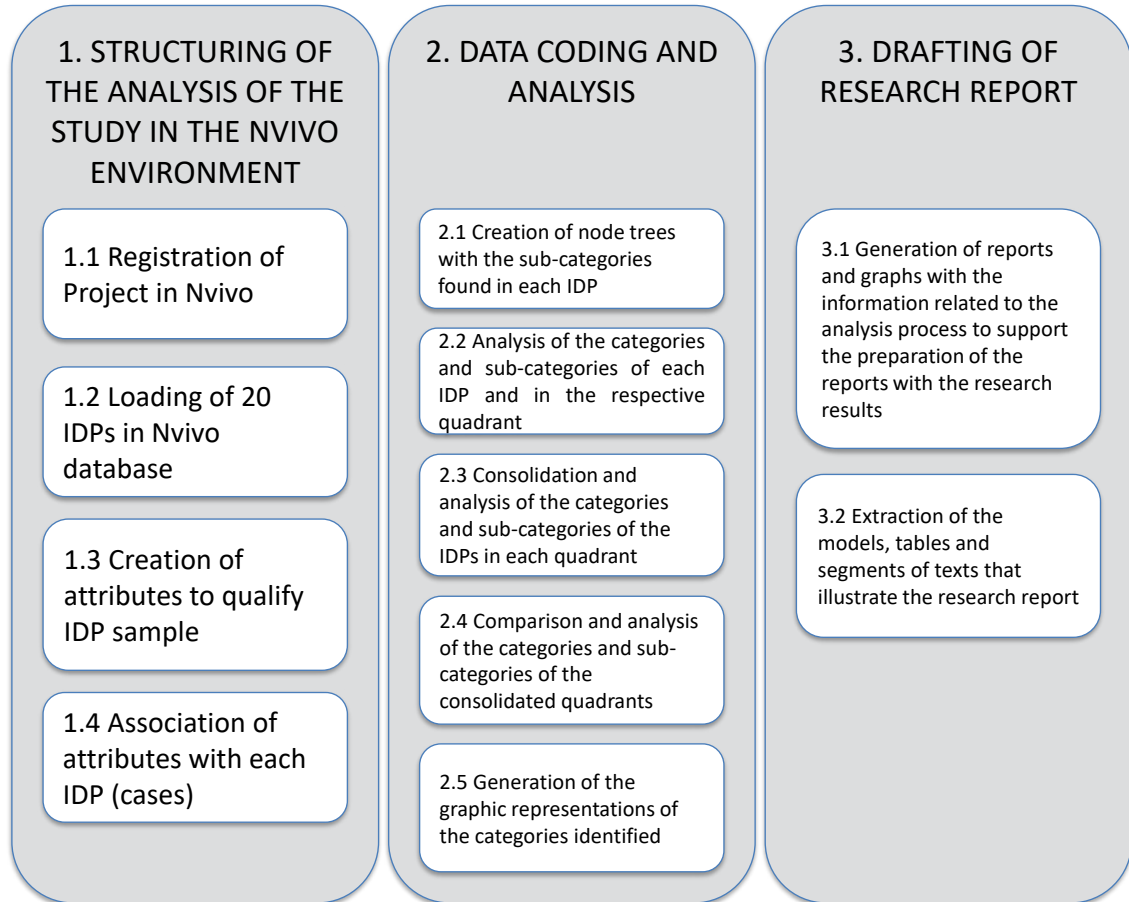 1. STRUCTURING OF
THE ANALYSIS OF THE
STUDY IN THE NVIVO
ENVIRONMENT
1.1 Registration of
Project in Nvivo
1.2 Loading of 20
IDPs in Nvivo
database
1.3 Creation of
attributes to qualify
IDP sample
1.4 Association of
attributes with each
IDP (cases)
2. DATA CODING AND
ANALYSIS
2.1 Creation of node trees
with the sub-categories
found in each IDP
2.2 Analysis of the categories
and sub-categories of each
IDP and in the respective
quadrant
2.3 Consolidation and
analysis of the categories
and sub-categories of the
IDPs in each quadrant
2.4 Comparison and analysis
of the categories and sub-
categories of the
consolidated quadrants
2.5 Generation of the
graphic representations of
the categories identified
3. DRAFTING OF
RESEARCH REPORT
3.1 Generation of reports
and graphs with the
information related to the
analysis process to support
the preparation of the
reports with the research
results
3.2 Extraction of the
models, tables and
segments of texts that
illustrate the research report